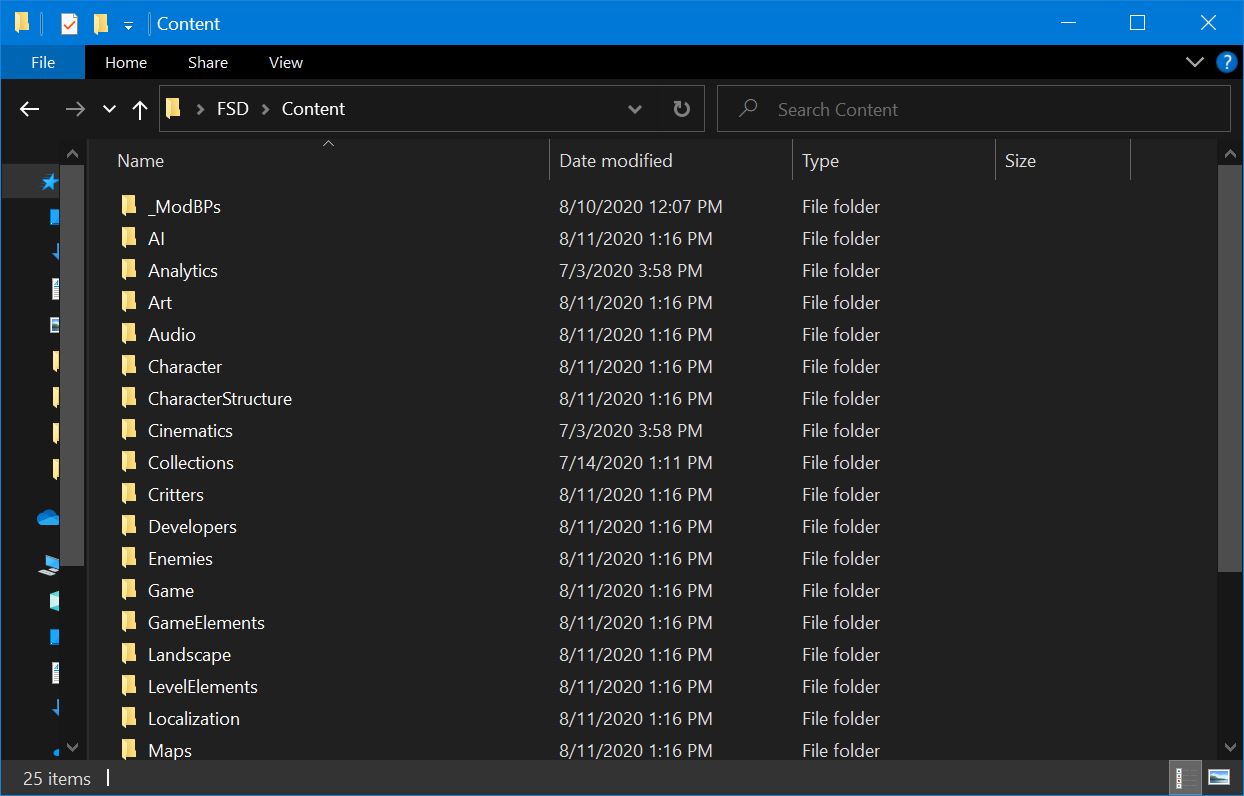 Content
File Home Share View
FSD Content
Search Content
Name Date modified Type Size
_ModBPs 8/10/2020 12:07 PM File folder
AI 8/11/2020 1:16 PM File folder
Analytics 7/3/2020 3:58 PM File folder
Art 8/11/2020 1:16 PM File folder
Audio 8/11/2020 1:16 PM File folder
Character 8/11/2020 1:16 PM File folder
CharacterStructure 8/11/2020 1:16 PM File folder
Cinematics 7/3/2020 3:58 PM File folder
Collections 7/14/2020 1:11 PM File folder
Critters 8/11/2020 1:16 PM File folder
Developers 8/11/2020 1:16 PM File folder
Enemies 8/11/2020 1:16 PM File folder
Game 8/11/2020 1:16 PM File folder
GameElements 8/11/2020 1:16 PM File folder
Landscape 8/11/2020 1:16 PM File folder
LevelElements 8/11/2020 1:16 PM File folder
Localization 8/11/2020 1:16 PM File folder
Maps 8/11/2020 1:16 PM File folder
25 items